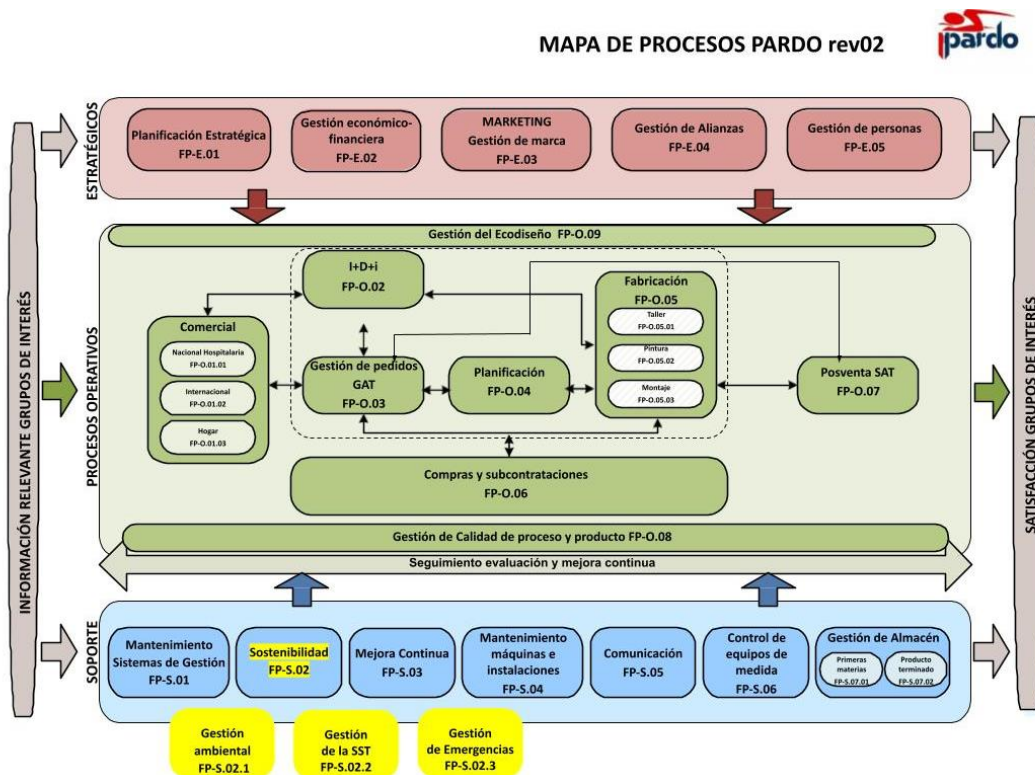 MAPA DE PROCESOS PARDO rev02
pardo
INFORMACIÓN RELEVANTE GRUPOS DE INTERÉS
ESTRATÉGICOS
Planificación Estratégica
FP-E.01
Gestión económico-
financiera
FP-E.02
MARKETING
Gestión de marca
FP-E.03
Gestión de Alianzas
FP-E.04
Gestión de personas
FP-E.05
PROCESOS OPERATIVOS
Gestión del Ecodiseño FP-O.09
I+D+i
FP-O.02
Comercial
Nacional Hospitalaria
FP-O.01.01
Internacional
FP-O.01.02
Hogar
FP-O.01.03
Gestión de pedidos
GAT
FP-O.03
Planificación
FP-O.04
Fabricación
FP-O.05
Taller
FP-O.05.01
Pintura
FP-O.05.02
Montaje
FP-O.05.03
Posventa SAT
FP-O.07
Compras y subcontrataciones
FP-O.06
Gestión de Calidad de proceso y producto FP-O.08
Seguimiento evaluación y mejora continua
SOPORTE
Mantenimiento
Sistemas de Gestión
FP-S.01
Sostenibilidad
FP-S.02
Mejora Continua
FP-S.03
Mantenimiento
máquinas e
instalaciones
FP-S.04
Comunicación
FP-S.05
Control de
equipos de
medida
FP-S.06
Gestión de Almacén
Primeras
materias
FP-S.07.01
Producto
terminado
FP-S.07.02
Gestión
ambiental
FP-S.02.1
Gestión
de la SST
FP-S.02.2
Gestión
de Emergencias
FP-S.02.3
SATISFACCIÓN GRUPOS DE INTERÉS